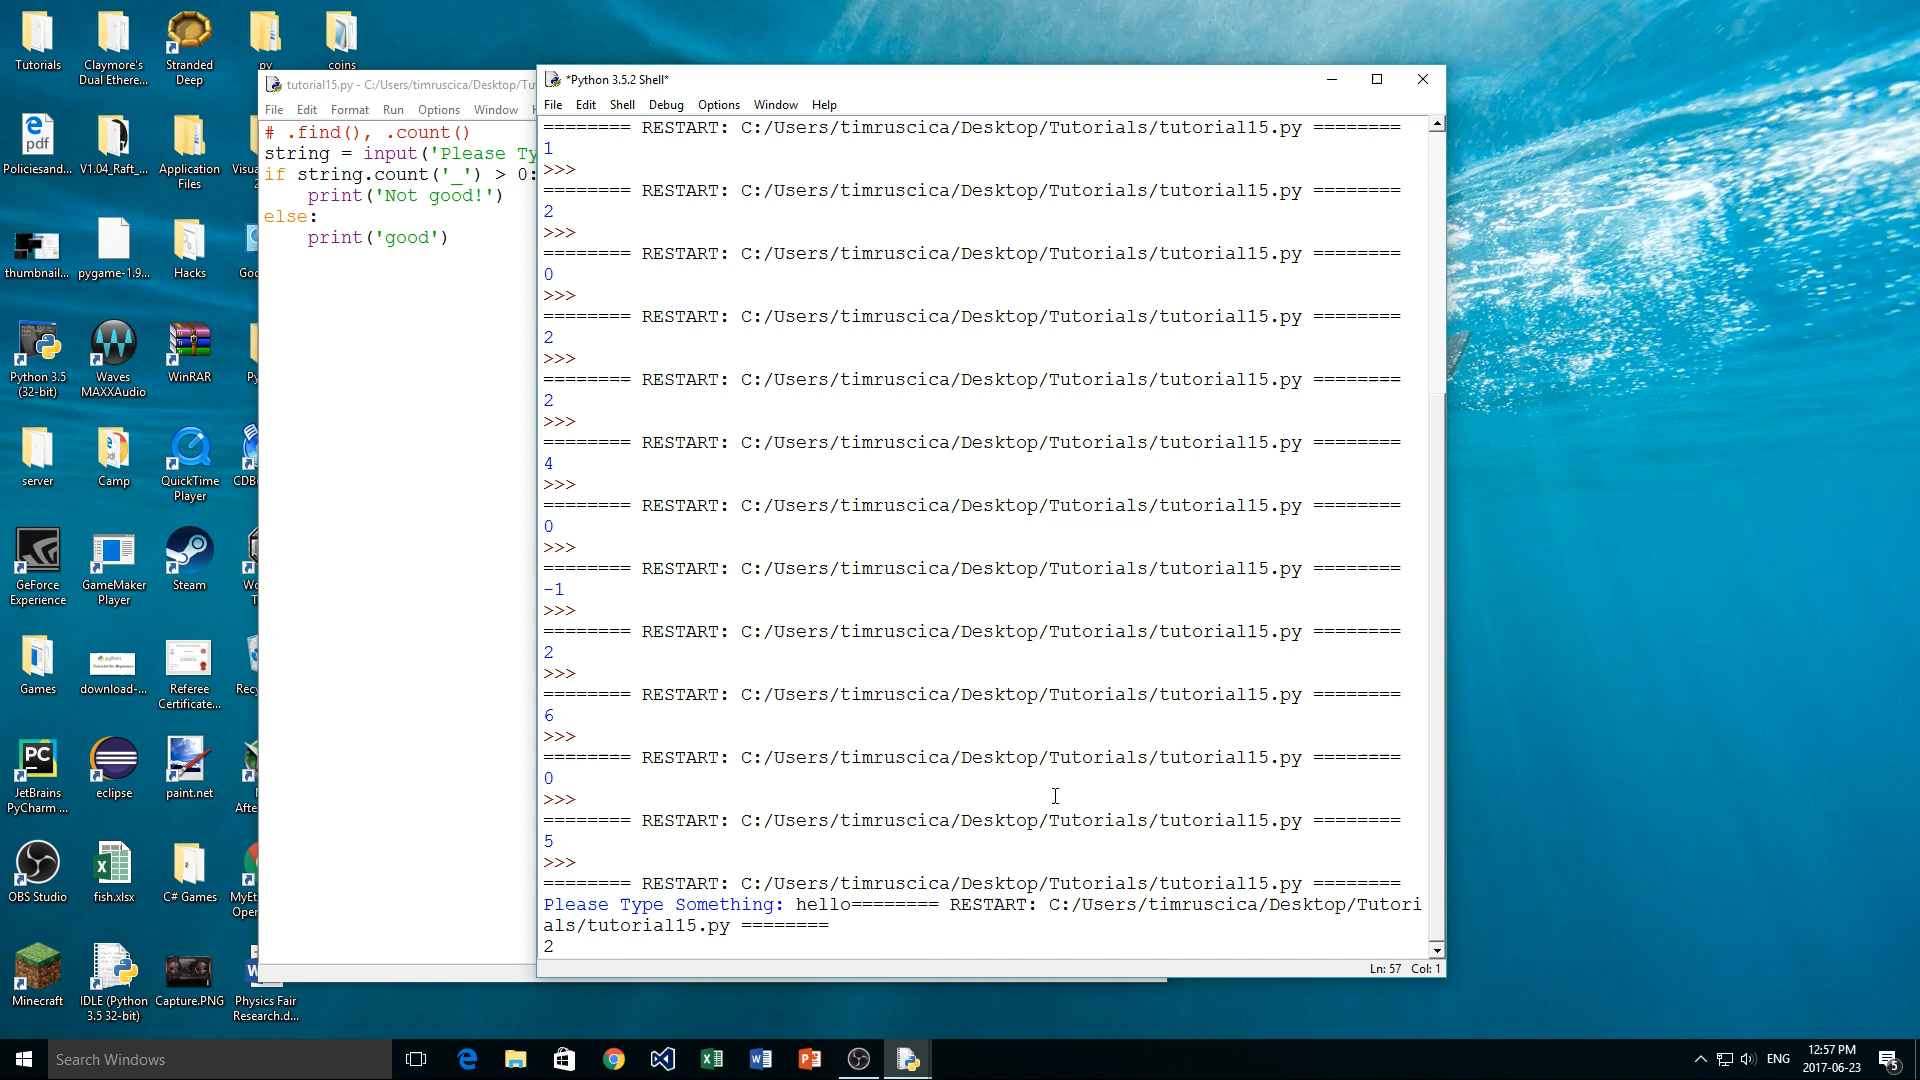 Tutorials
Claymore's
Dual Ethere...
Stranded
Deep
py
coins
Policiesand...
V1.04_Raft_...
Application
Files
thumbnail...
pygame-1.9...
Hacks
Python 3.5
(32-bit)
Waves
MAXXAudio
WinRAR
server
Camp
QuickTime
Player
GeForce
Experience
GameMaker
Player
Steam
Games
download-...
Referee
Certificate...
JetBrains
PyCharm ...
eclipse
paint.net
OBS Studio
fish.xlsx
C# Games
Minecraft
IDLE (Python
3.5 32-bit)
Capture.PNG
Physics Fair
Research.d...
tutorial15.py - C:/Users/timruscica/Desktop/Tu
File Edit Format Run Options Window
# .find(), .count()
string = input('Please Ty
if string.count('_') > 0:
print('Not good!')
else:
print('good')
*Python 3.5.2 Shell*
File Edit Shell Debug Options Window Help
======== RESTART: C:/Users/timruscica/Desktop/Tutorials/tutorial15.py ========
1
>>>
======== RESTART: C:/Users/timruscica/Desktop/Tutorials/tutorial15.py ========
2
>>>
======== RESTART: C:/Users/timruscica/Desktop/Tutorials/tutorial15.py ========
0
>>>
======== RESTART: C:/Users/timruscica/Desktop/Tutorials/tutorial15.py ========
2
>>>
======== RESTART: C:/Users/timruscica/Desktop/Tutorials/tutorial15.py ========
2
>>>
======== RESTART: C:/Users/timruscica/Desktop/Tutorials/tutorial15.py ========
4
>>>
======== RESTART: C:/Users/timruscica/Desktop/Tutorials/tutorial15.py ========
0
>>>
======== RESTART: C:/Users/timruscica/Desktop/Tutorials/tutorial15.py ========
-1
>>>
======== RESTART: C:/Users/timruscica/Desktop/Tutorials/tutorial15.py ========
2
>>>
======== RESTART: C:/Users/timruscica/Desktop/Tutorials/tutorial15.py ========
6
>>>
======== RESTART: C:/Users/timruscica/Desktop/Tutorials/tutorial15.py ========
0
>>>
======== RESTART: C:/Users/timruscica/Desktop/Tutorials/tutorial15.py ========
5
>>>
======== RESTART: C:/Users/timruscica/Desktop/Tutorials/tutorial15.py ========
Please Type Something: hello======== RESTART: C:/Users/timruscica/Desktop/Tutori
als/tutorial15.py ========
2
Ln: 57 Col: 1
Search Windows
ENG
12:57 PM
2017-06-23
5